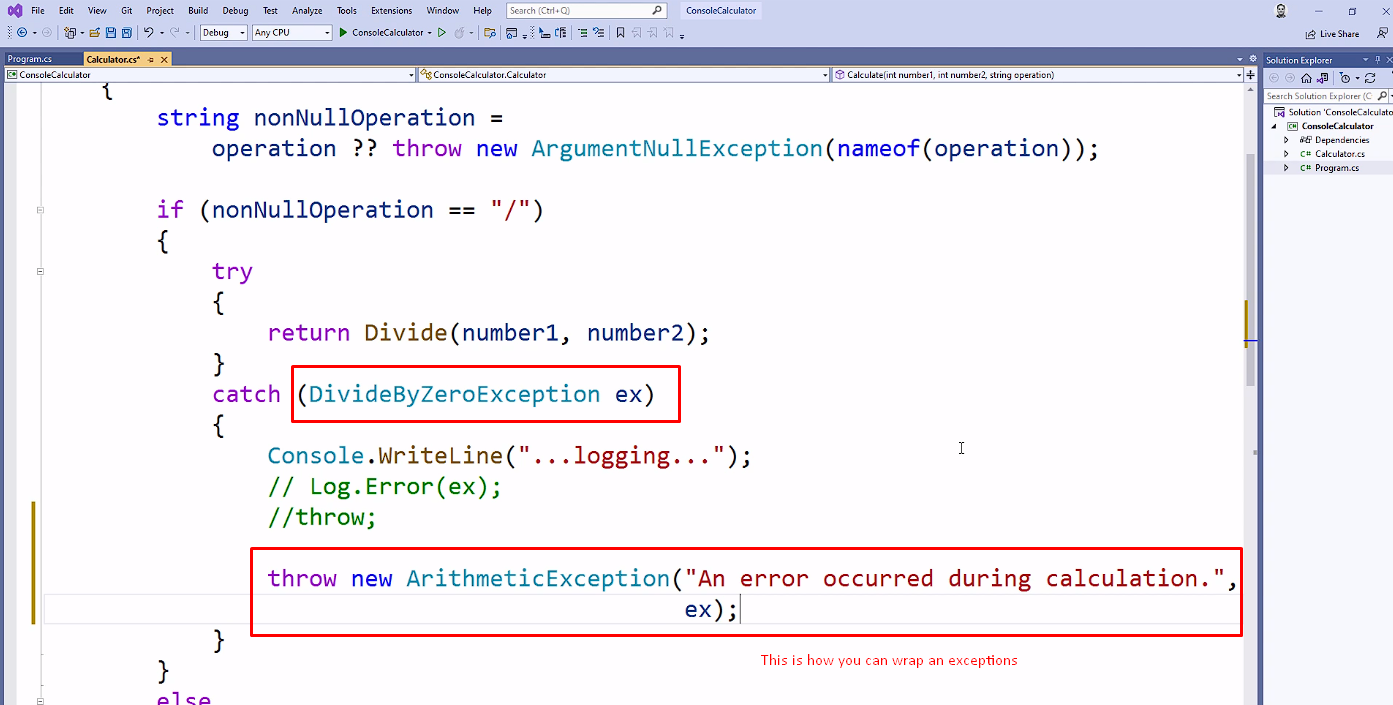 File Edit View Git Project Build Debug Test Analyze Tools Extensions Window Help Search (Ctrl+Q) ConsoleCalculator
Debug Any CPU ConsoleCalculator Live Share
Program.cs Calculator.cs*
ConsoleCalculator ConsoleCalculator.Calculator Calculate(int number1, int number2, string operation)
{
string nonNullOperation =
operation ?? throw new ArgumentNullException(nameof(operation));
if (nonNullOperation == "/")
{
try
{
return Divide(number1, number2);
}
catch (DivideByZeroException ex)
{
Console.WriteLine("...logging...");
// Log.Error(ex);
//throw;
throw new ArithmeticException("An error occurred during calculation.",
ex);
}
This is how you can wrap an exceptions
}
else
Solution Explorer
Search Solution Explorer (C
Solution 'ConsoleCalculato
ConsoleCalculator
Dependencies
C# Calculator.cs
C# Program.cs